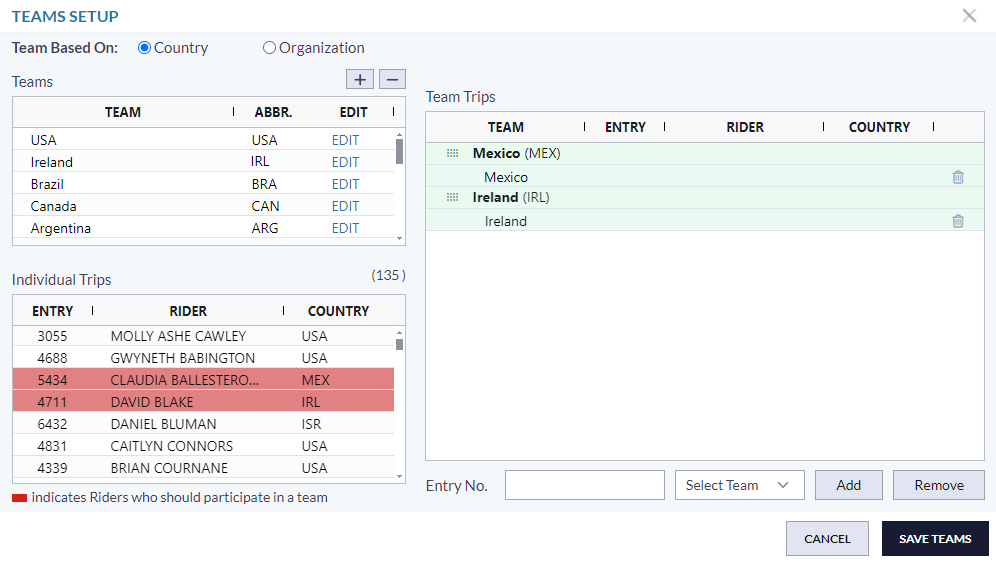 TEAMS SETUP
Team Based On: Country Organization
Teams + −
TEAM ABBR. EDIT
USA USA EDIT
Ireland IRL EDIT
Brazil BRA EDIT
Canada CAN EDIT
Argentina ARG EDIT
Individual Trips (135)
ENTRY RIDER COUNTRY
3055 MOLLY ASHE CAWLEY USA
4688 GWYNETH BABINGTON USA
5434 CLAUDIA BALLESTERO... MEX
4711 DAVID BLAKE IRL
6432 DANIEL BLUMAN ISR
4831 CAITLYN CONNORS USA
4339 BRIAN COURNANE USA
indicates Riders who should participate in a team
Team Trips
TEAM ENTRY RIDER COUNTRY
Mexico (MEX)
Mexico
Ireland (IRL)
Ireland
Entry No. Select Team Add Remove
CANCEL SAVE TEAMS